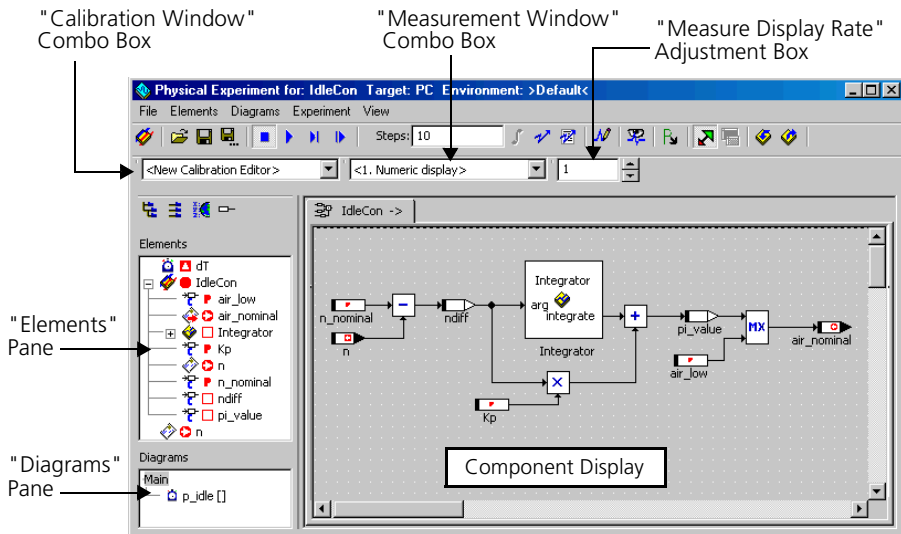 "Calibration Window"
Combo Box
"Measurement Window"
Combo Box
"Measure Display Rate"
Adjustment Box
Physical Experiment for: IdleCon Target: PC Environment: >Default<
File Elements Diagrams Experiment View
Steps: 10
<New Calibration Editor>
<1. Numeric display>
1
IdleCon ->
Elements
dT
IdleCon
air_low
air_nominal
Integrator
Kp
n
n_nominal
ndiff
pi_value
n
"Elements"
Pane
Diagrams
Main
p_idle []
"Diagrams"
Pane
n_nominal
n
ndiff
Integrator
arg
integrate
Integrator
Kp
pi_value
air_low
MX
air_nominal
Component Display